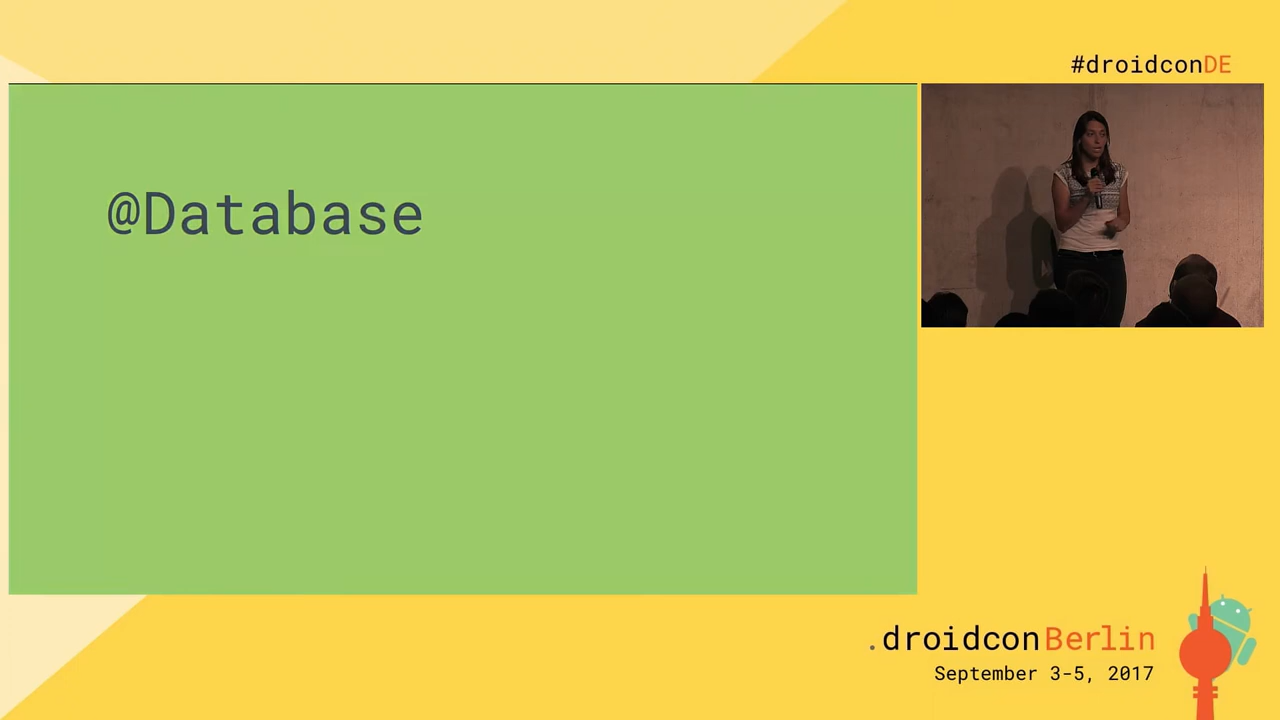 #droidconDE
@Database
.droidconBerlin
September 3-5, 2017